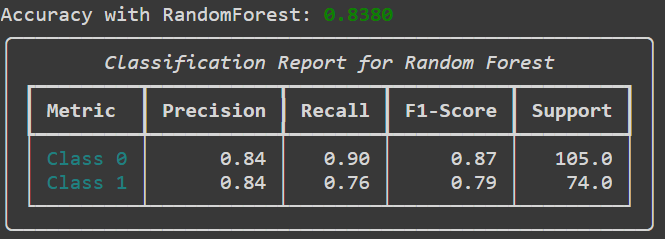 Accuracy with RandomForest: 0.8380
Classification Report for Random Forest
Metric Precision Recall F1-Score Support
Class 0 0.84 0.90 0.87 105.0
Class 1 0.84 0.76 0.79 74.0